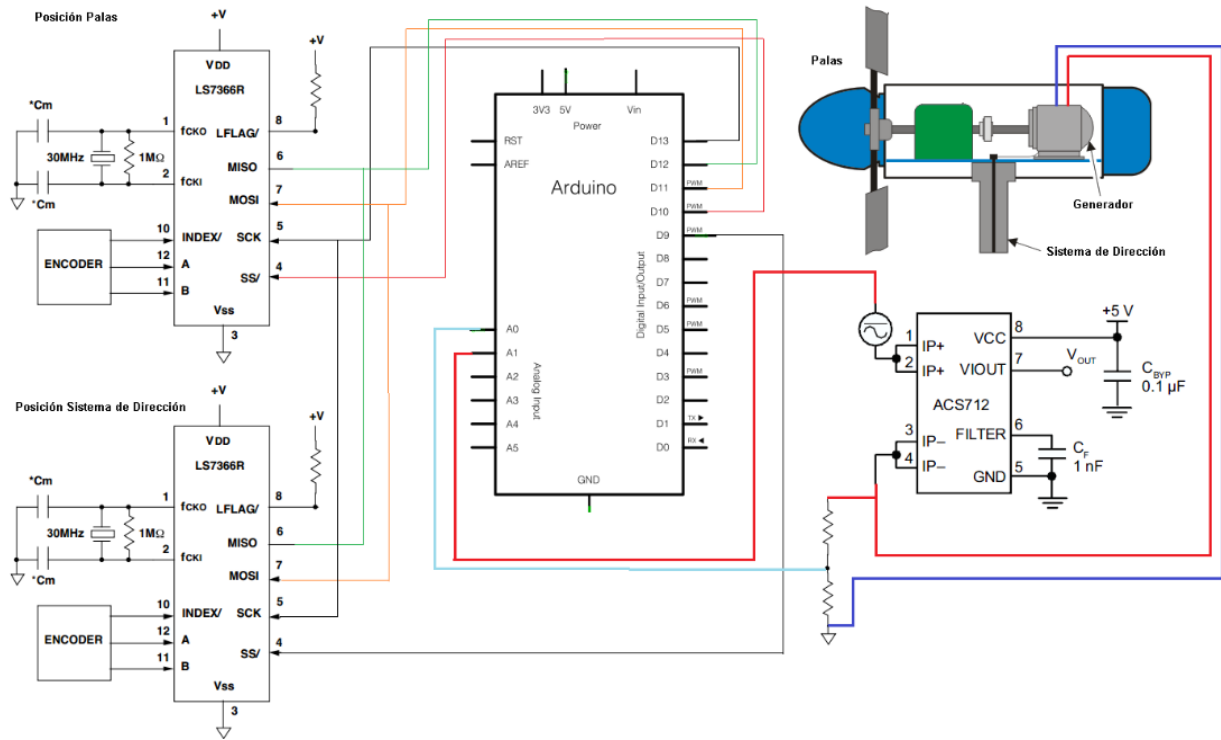 Posición Palas
+V
VDD
LS7366R
+V
*Cm
1
fCKO
LFLAG/
8
30MHz
1MΩ
MISO
6
2
fCKI
MOSI
7
*Cm
5
10
INDEX/
SCK
ENCODER
12
A
4
11
B
SS/
Vss
3
Posición Sistema de Dirección
+V
VDD
LS7366R
+V
*Cm
1
fCKO
LFLAG/
8
30MHz
1MΩ
MISO
6
2
fCKI
MOSI
7
*Cm
5
10
INDEX/
SCK
ENCODER
12
A
4
11
B
SS/
Vss
3
3V3
5V
Vin
Power
RST
AREF
Arduino
D13
D12
PWM
D11
PWM
D10
PWM
D9
D8
D7
PWM
D6
PWM
D5
D4
PWM
D3
D2
TX ►
D1
RX ◄
D0
Digital Input/Output
A0
A1
A2
A3
A4
A5
Analog Input
GND
Palas
Generador
Sistema de Dirección
+5 V
1
IP+
VCC
8
2
IP+
VIOUT
7
VOUT
CBYP
0.1 µF
ACS712
3
IP–
FILTER
6
4
IP–
CF
1 nF
GND
5